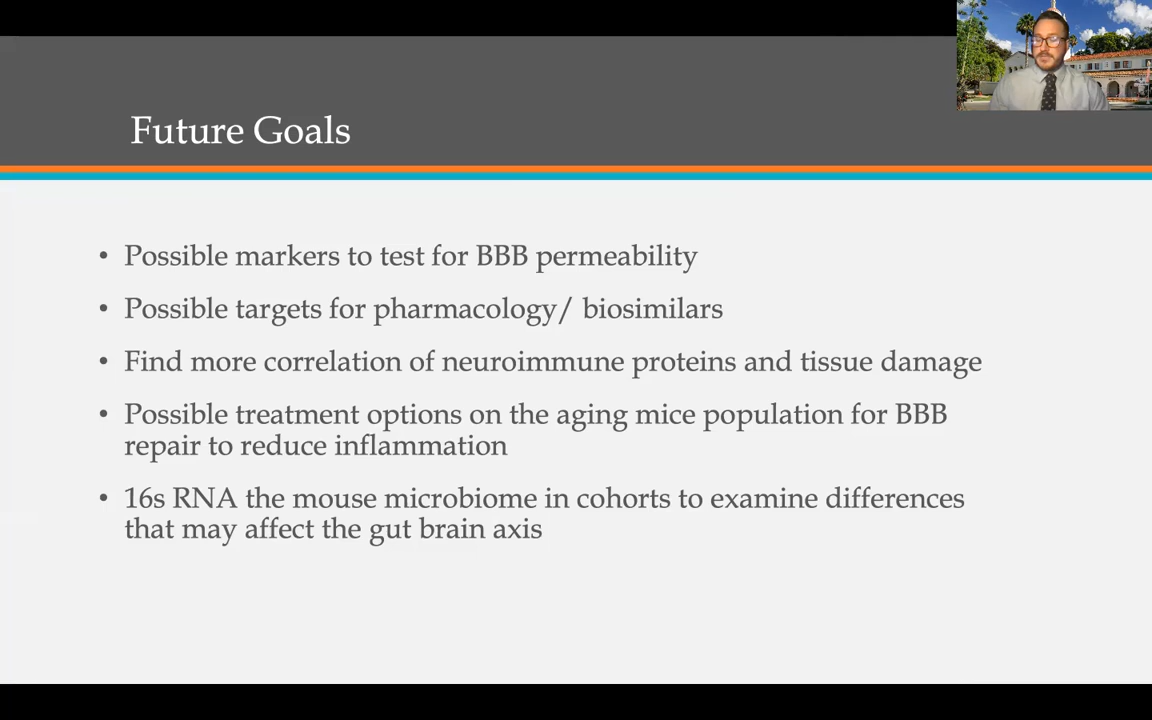 Future Goals
• Possible markers to test for BBB permeability
• Possible targets for pharmacology/ biosimilars
• Find more correlation of neuroimmune proteins and tissue damage
• Possible treatment options on the aging mice population for BBB
repair to reduce inflammation
• 16s RNA the mouse microbiome in cohorts to examine differences
that may affect the gut brain axis